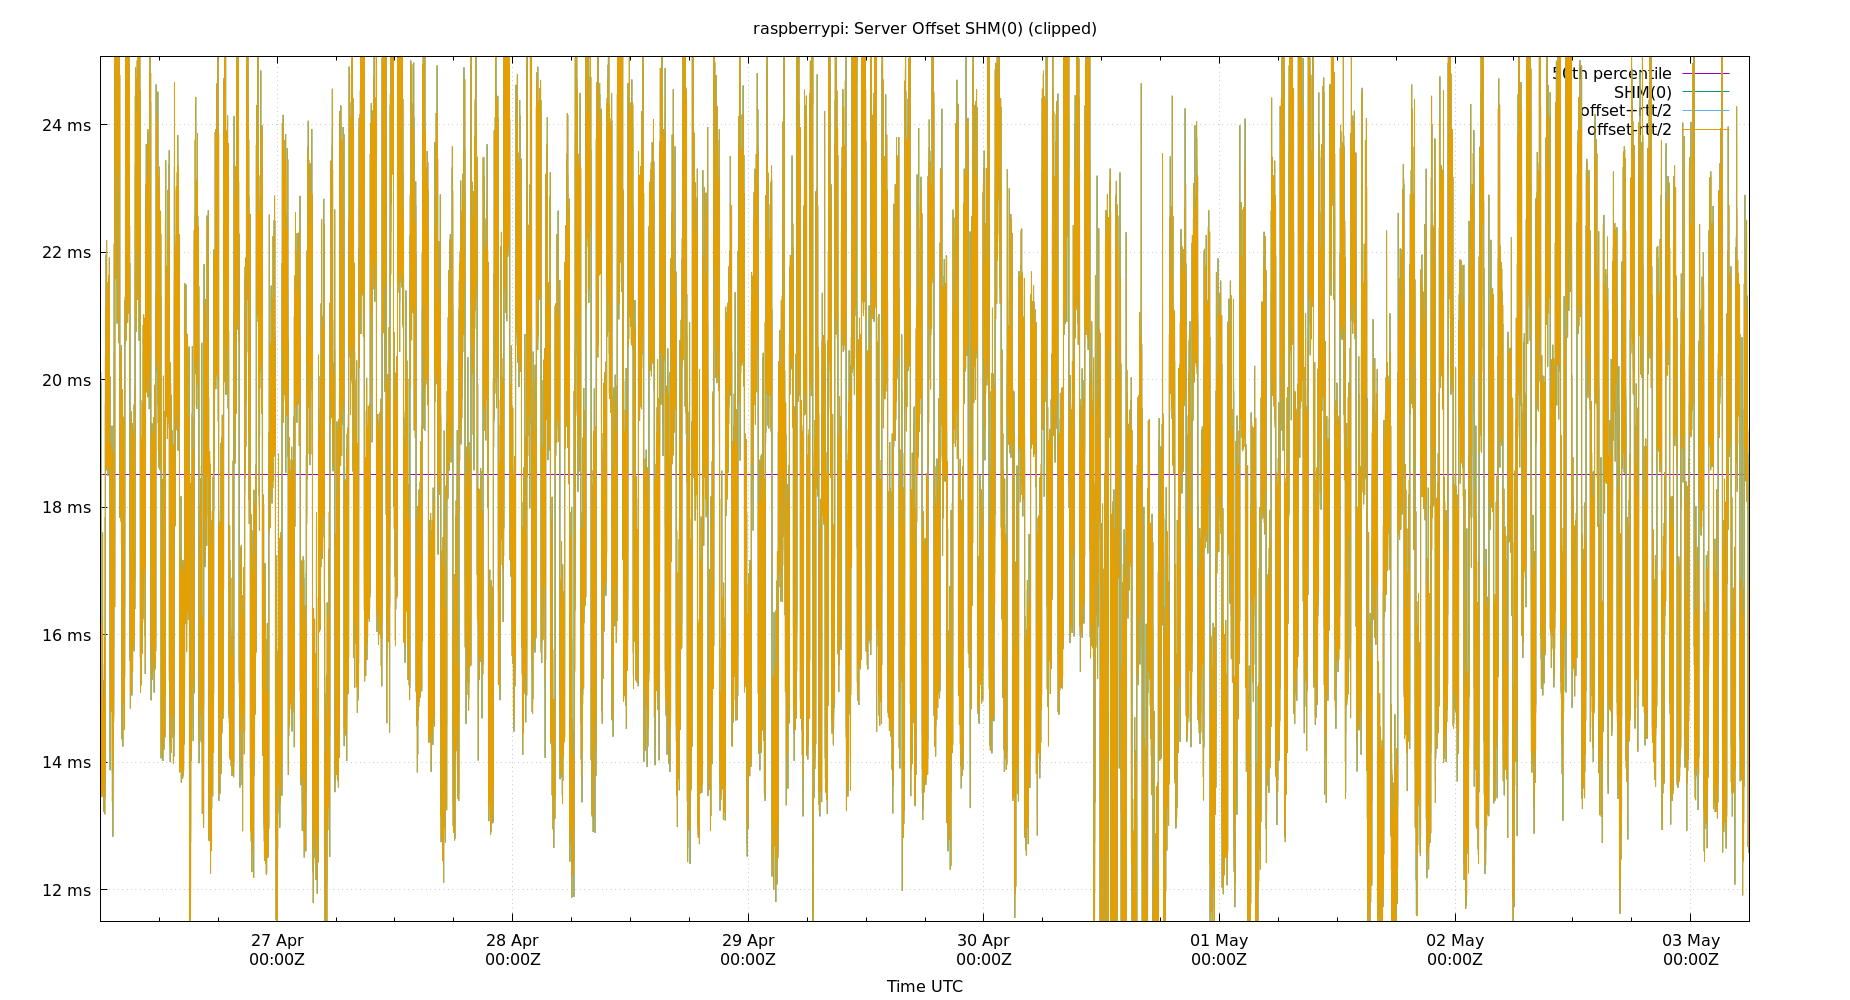 raspberrypi: Server Offset SHM(0) (clipped)
50th percentile
SHM(0)
offset+rtt/2
offset-rtt/2
24 ms
22 ms
20 ms
18 ms
16 ms
14 ms
12 ms
27 Apr
00:00Z
28 Apr
00:00Z
29 Apr
00:00Z
30 Apr
00:00Z
01 May
00:00Z
02 May
00:00Z
03 May
00:00Z
Time UTC